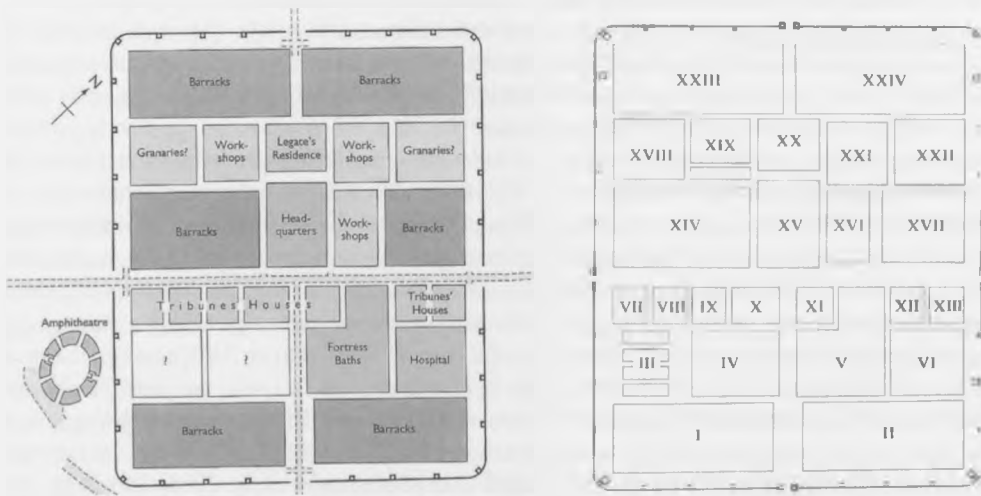 N
Barracks
Barracks
Granaries?
Work-
shops
Legate's
Residence
Work-
shops
Granaries?
Barracks
Head-
quarters
Work-
shops
Barracks
Tribunes Houses
Tribunes'
Houses
Amphitheatre
?
?
Fortress
Baths
Hospital
Barracks
Barracks
XXIII
XXIV
XVIII
XIX
XX
XXI
XXII
XIV
XV
XVI
XVII
VII
VIII
IX
X
XI
XII
XIII
III
IV
V
VI
I
II